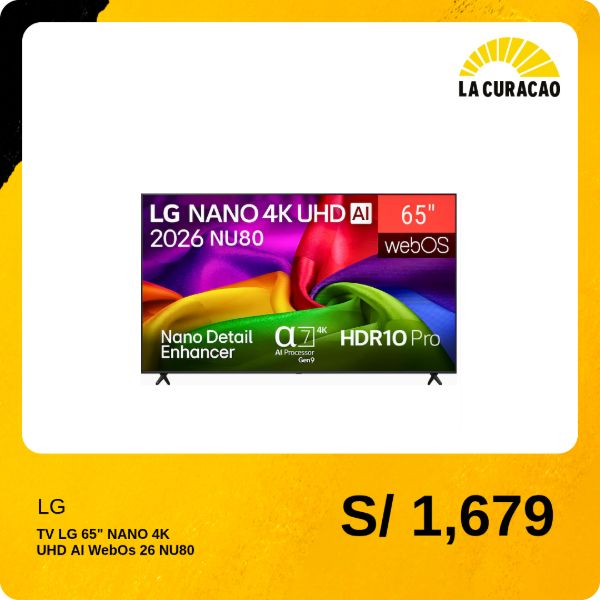 LA CURACAO
LG NANO 4K UHD AI
65"
2026 NU80
webOS
Nano Detail
Enhancer
α7 4K
AI Processor
Gen9
HDR10 Pro
LG
TV LG 65" NANO 4K
UHD AI WebOs 26 NU80
S/ 1,679